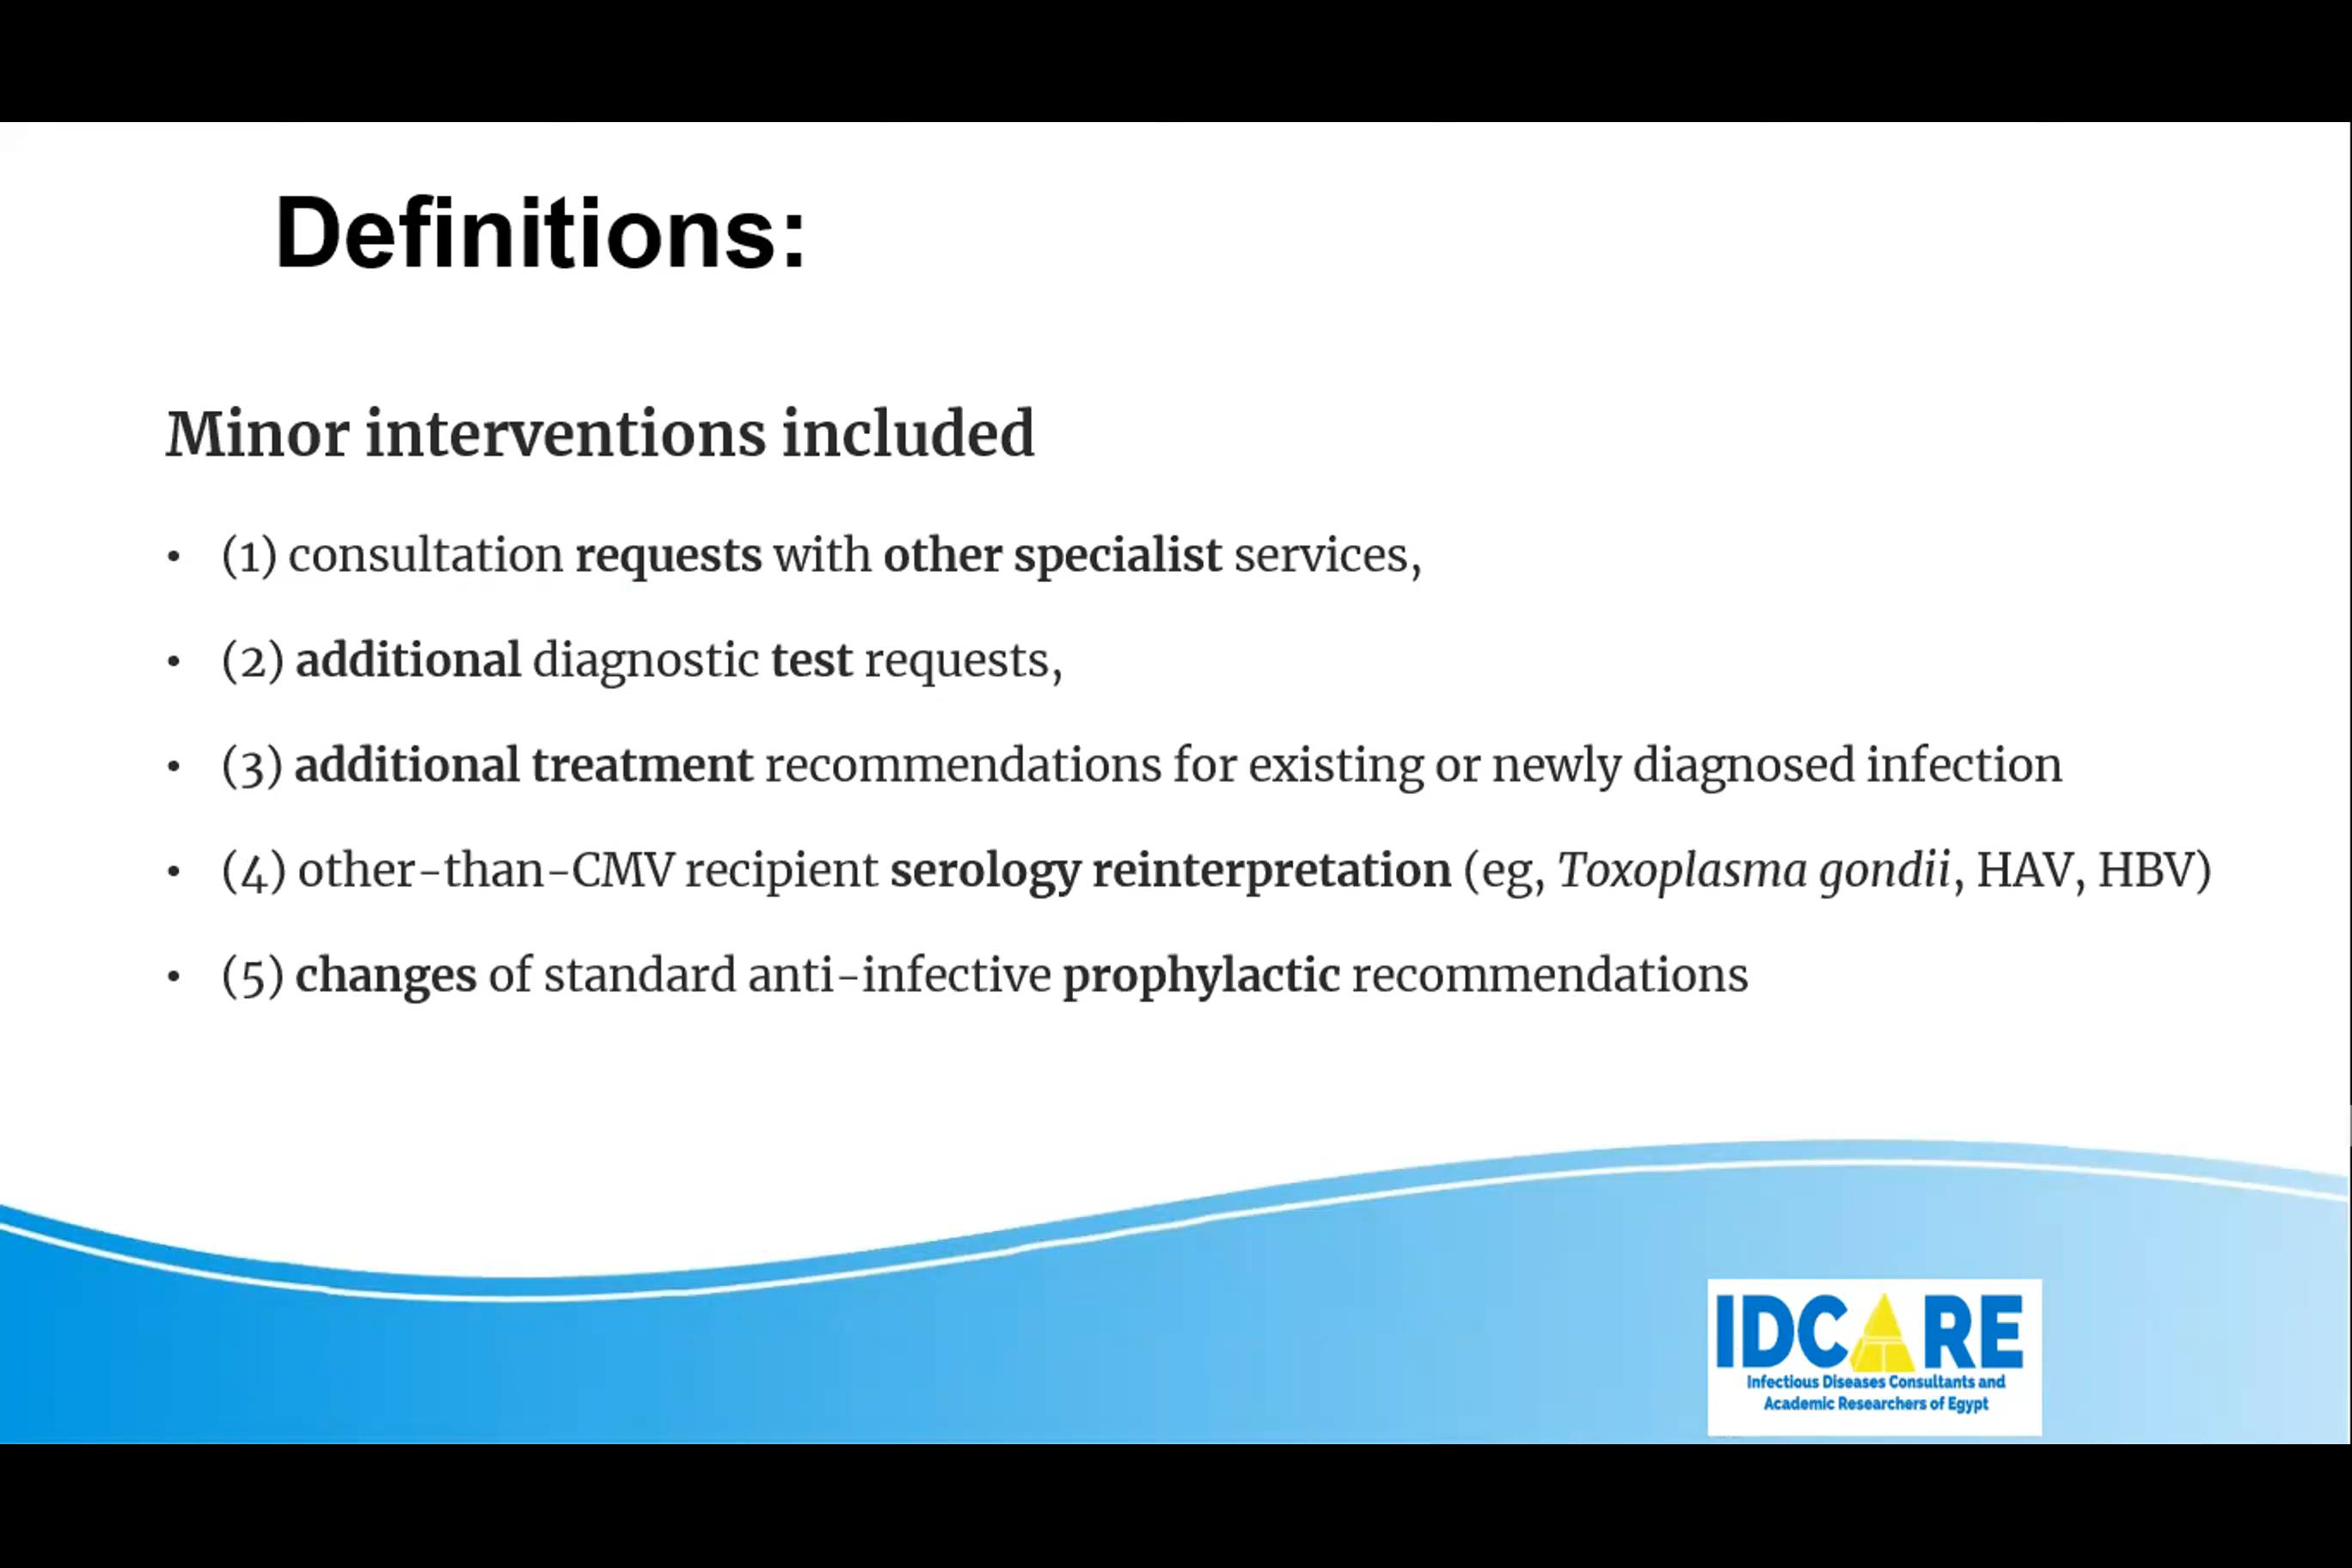 Definitions:
Minor interventions included
• (1) consultation requests with other specialist services,
• (2) additional diagnostic test requests,
• (3) additional treatment recommendations for existing or newly diagnosed infection
• (4) other-than-CMV recipient serology reinterpretation (eg, Toxoplasma gondii, HAV, HBV)
• (5) changes of standard anti-infective prophylactic recommendations
IDCARE
Infectious Diseases Consultants and
Academic Researchers of Egypt